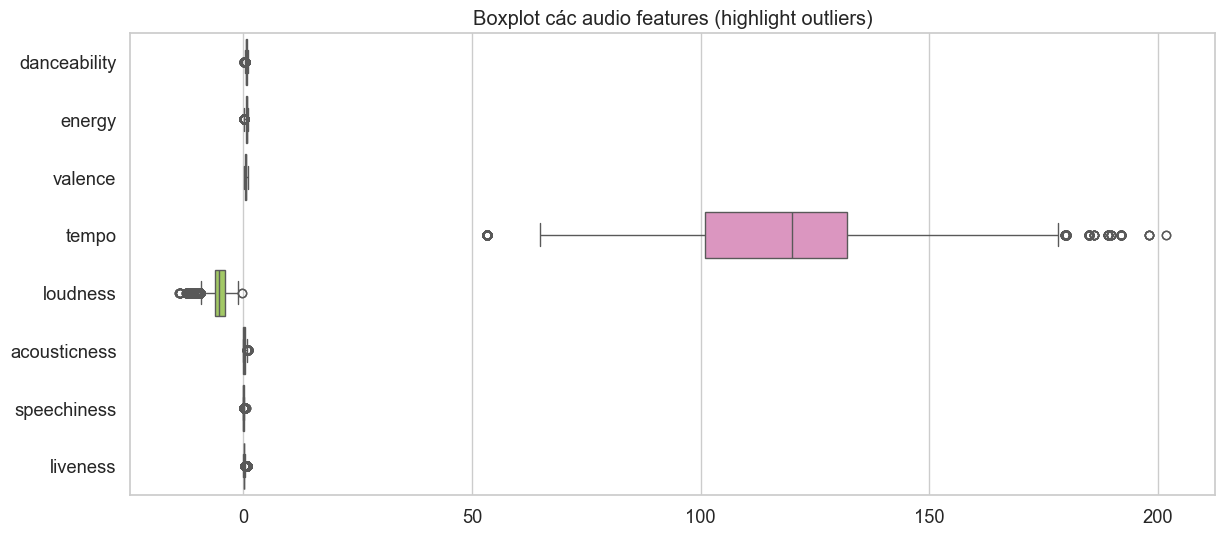 Boxplot các audio features (highlight outliers)
danceability
energy
valence
tempo
loudness
acousticness
speechiness
liveness
0 50 100 150 200